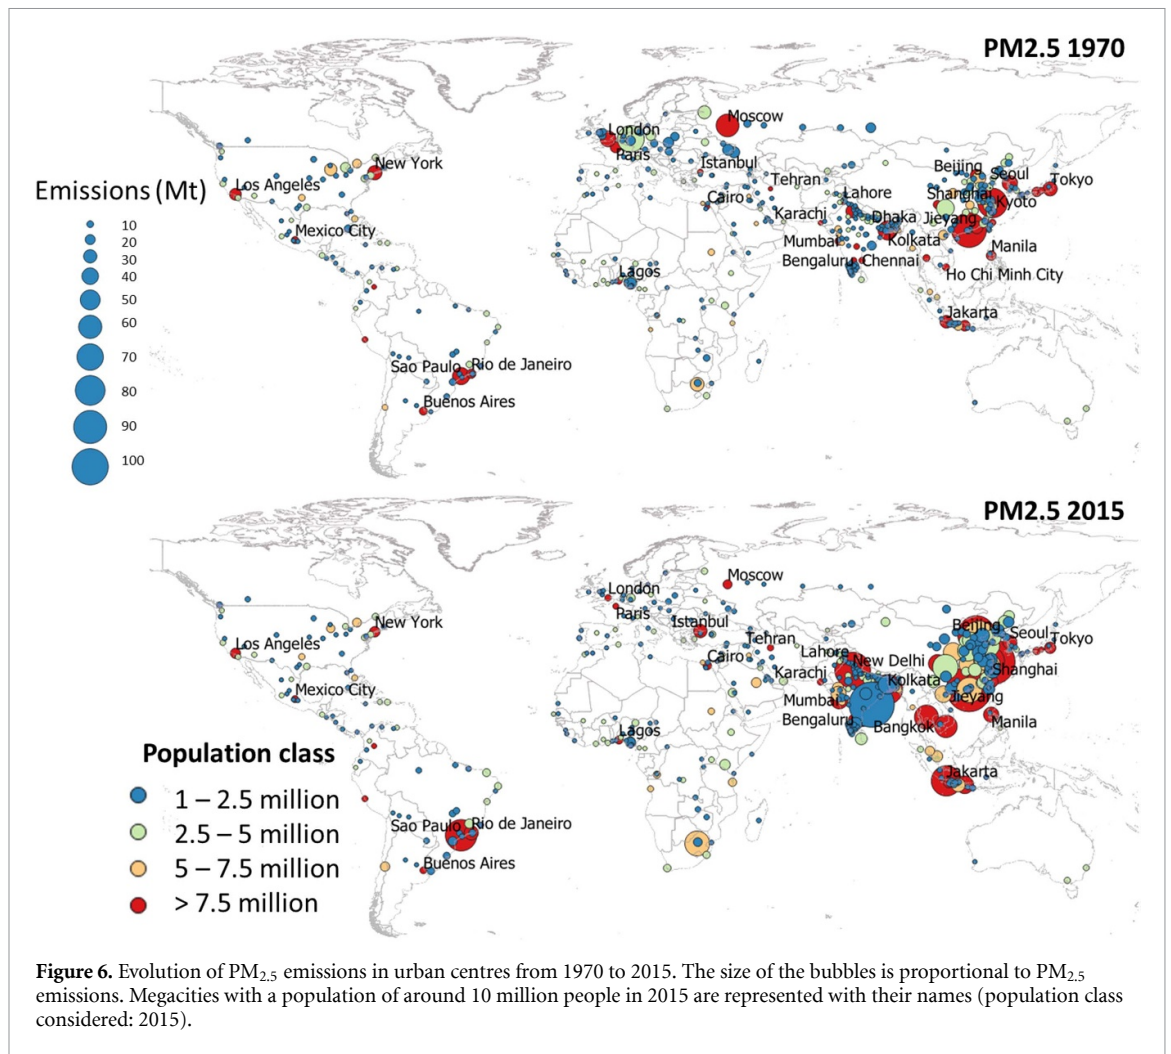 PM2.5 1970
Moscow
London
Paris
Istanbul
New York
Los Angeles
Mexico City
Tehran
Cairo
Lahore
Karachi
Dhaka
Mumbai
Kolkata
Bengaluru
Chennai
Beijing
Seoul
Tokyo
Shanghai
Kyoto
Jieyang
Manila
Ho Chi Minh City
Lagos
Jakarta
Sao Paulo
Rio de Janeiro
Buenos Aires
Emissions (Mt)
10
20
30
40
50
60
70
80
90
100
PM2.5 2015
Moscow
London
Paris
Istanbul
New York
Los Angeles
Mexico City
Tehran
Cairo
Lahore
New Delhi
Karachi
Kolkata
Mumbai
Bengaluru
Bangkok
Beijing
Seoul
Tokyo
Shanghai
Jieyang
Manila
Lagos
Jakarta
Sao Paulo
Rio de Janeiro
Buenos Aires
Population class
1 – 2.5 million
2.5 – 5 million
5 – 7.5 million
> 7.5 million
Figure 6. Evolution of PM2.5 emissions in urban centres from 1970 to 2015. The size of the bubbles is proportional to PM2.5
emissions. Megacities with a population of around 10 million people in 2015 are represented with their names (population class
considered: 2015).